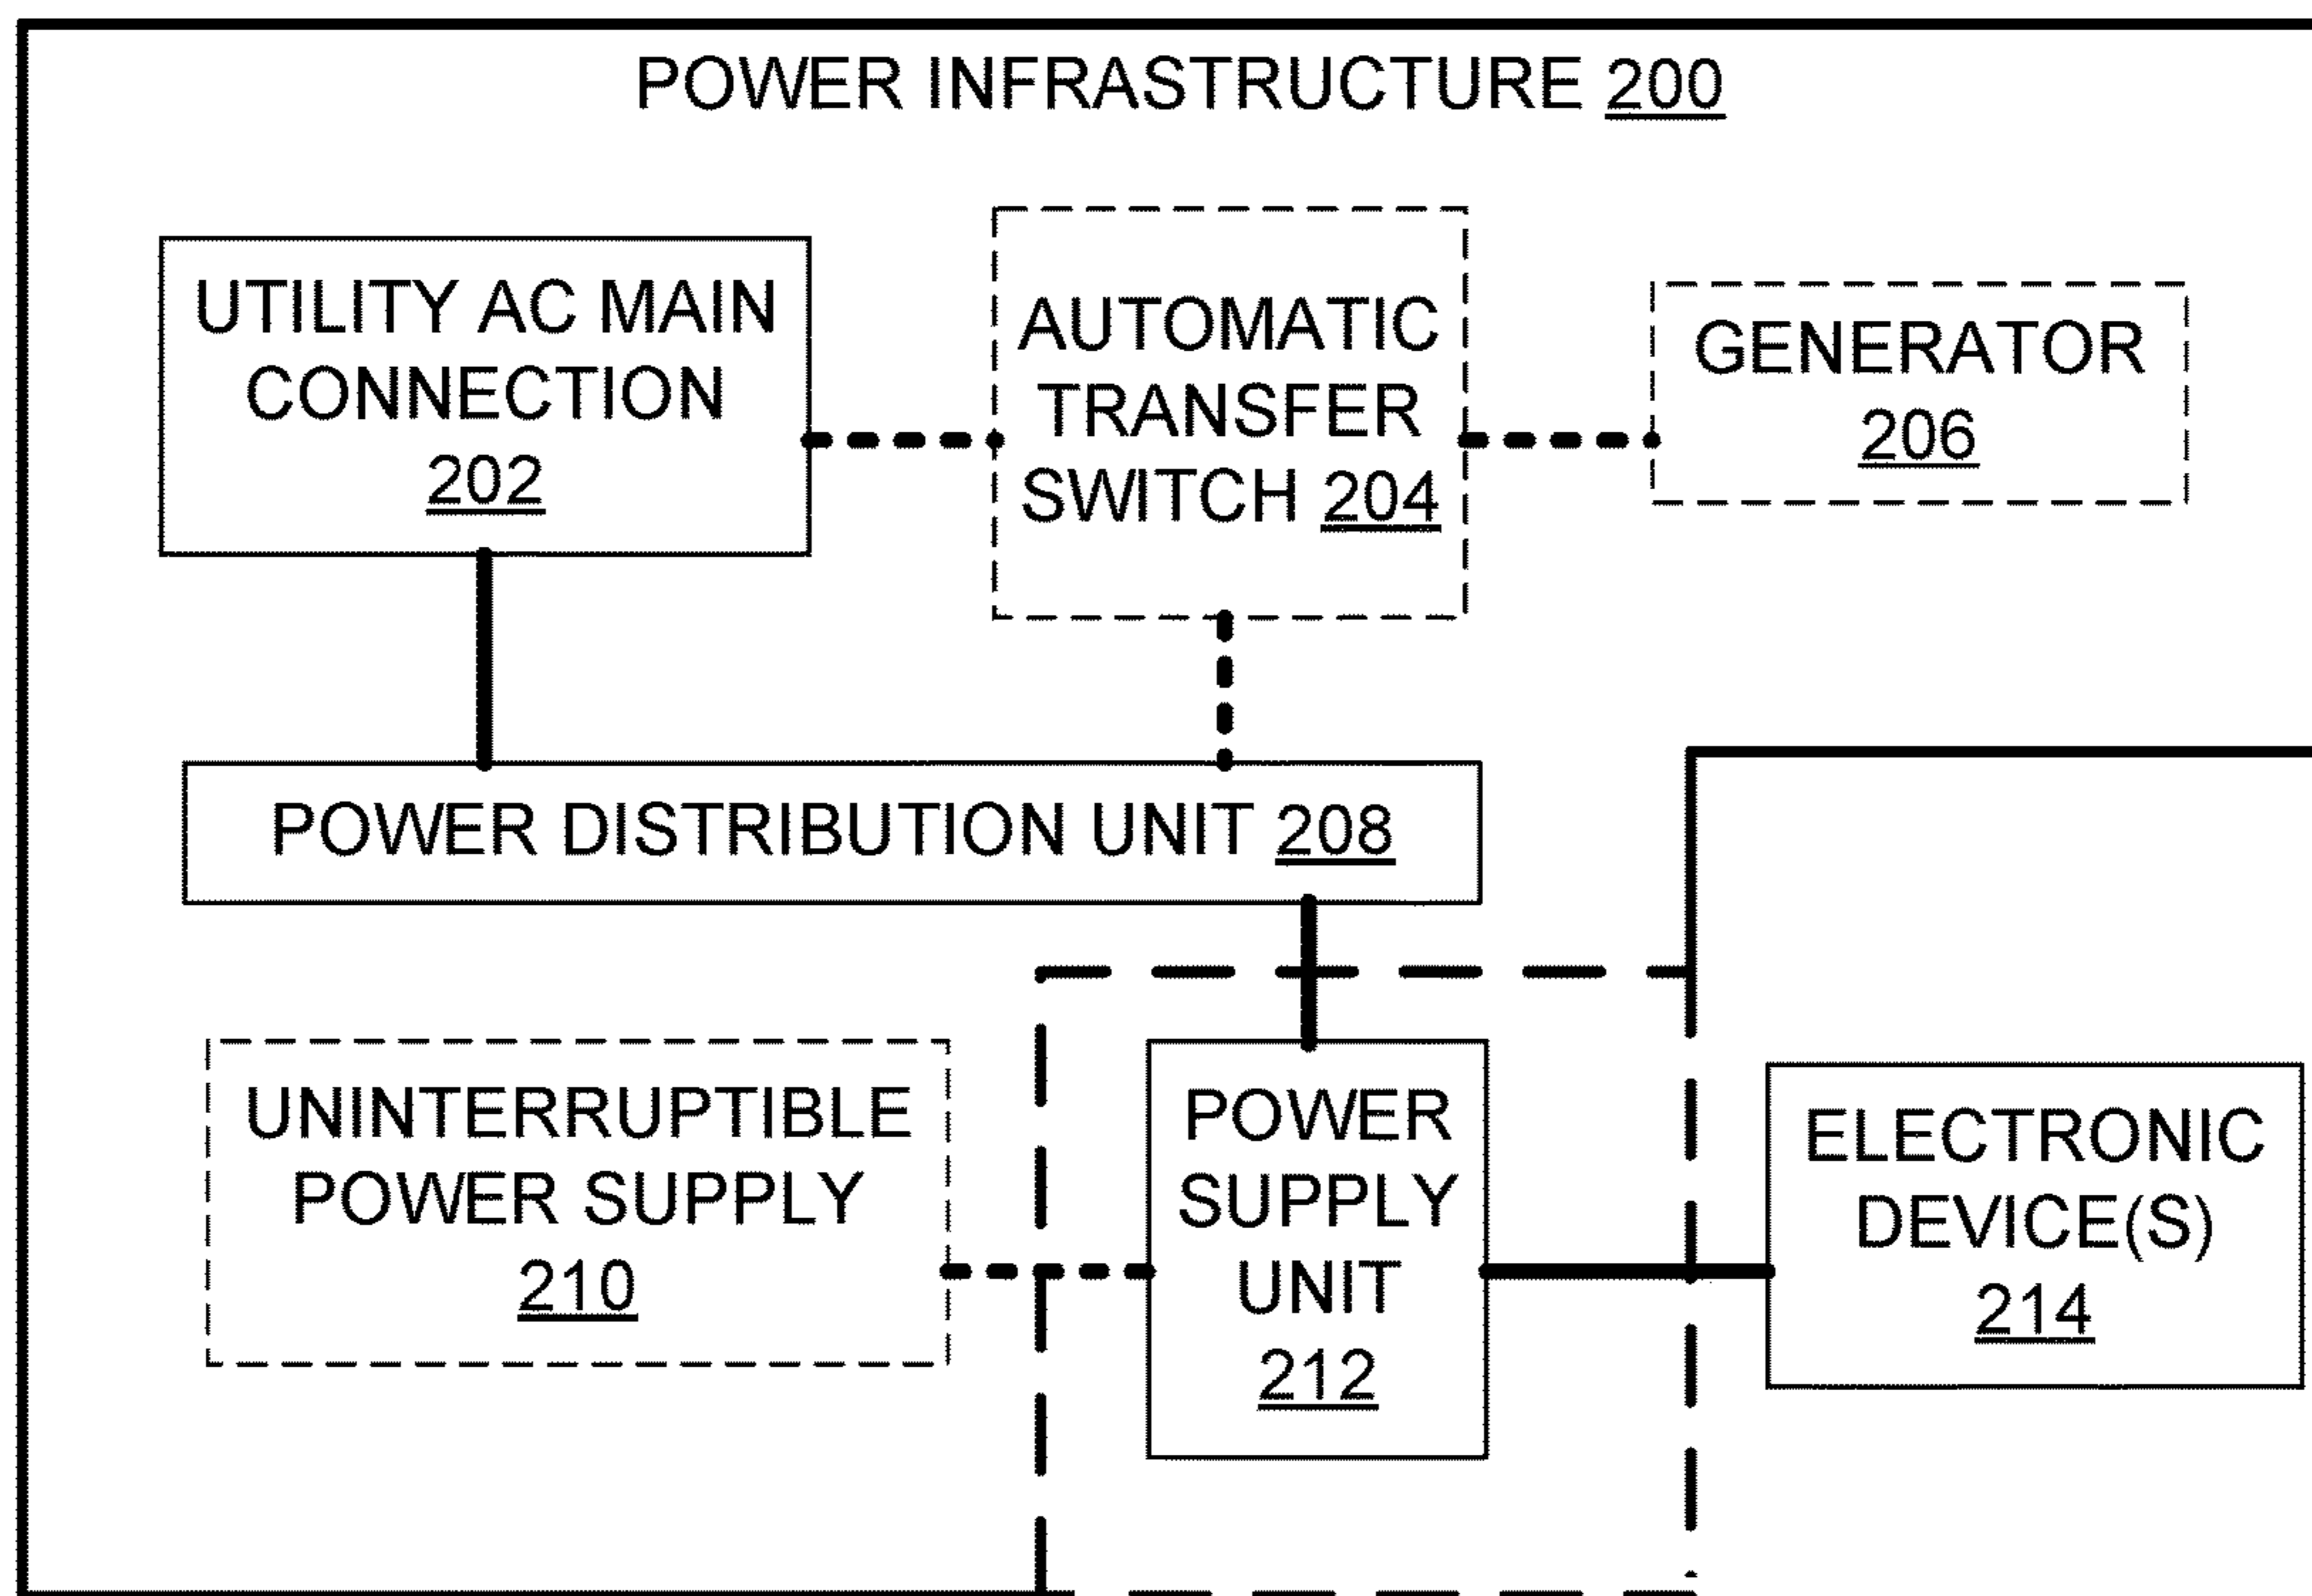 POWER INFRASTRUCTURE 200
UTILITY AC MAIN
CONNECTION
202
AUTOMATIC
TRANSFER
SWITCH 204
GENERATOR
206
POWER DISTRIBUTION UNIT 208
UNINTERRUPTIBLE
POWER SUPPLY
210
POWER
SUPPLY
UNIT
212
ELECTRONIC
DEVICE(S)
214